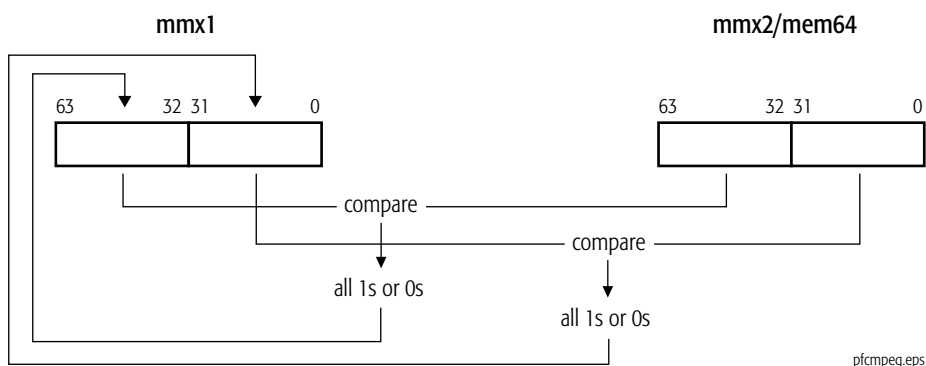 mmx1 mmx2/mem64
63 32 31 0 63 32 31 0
compare
compare
all 1s or 0s
all 1s or 0s
pfcmpeq.eps